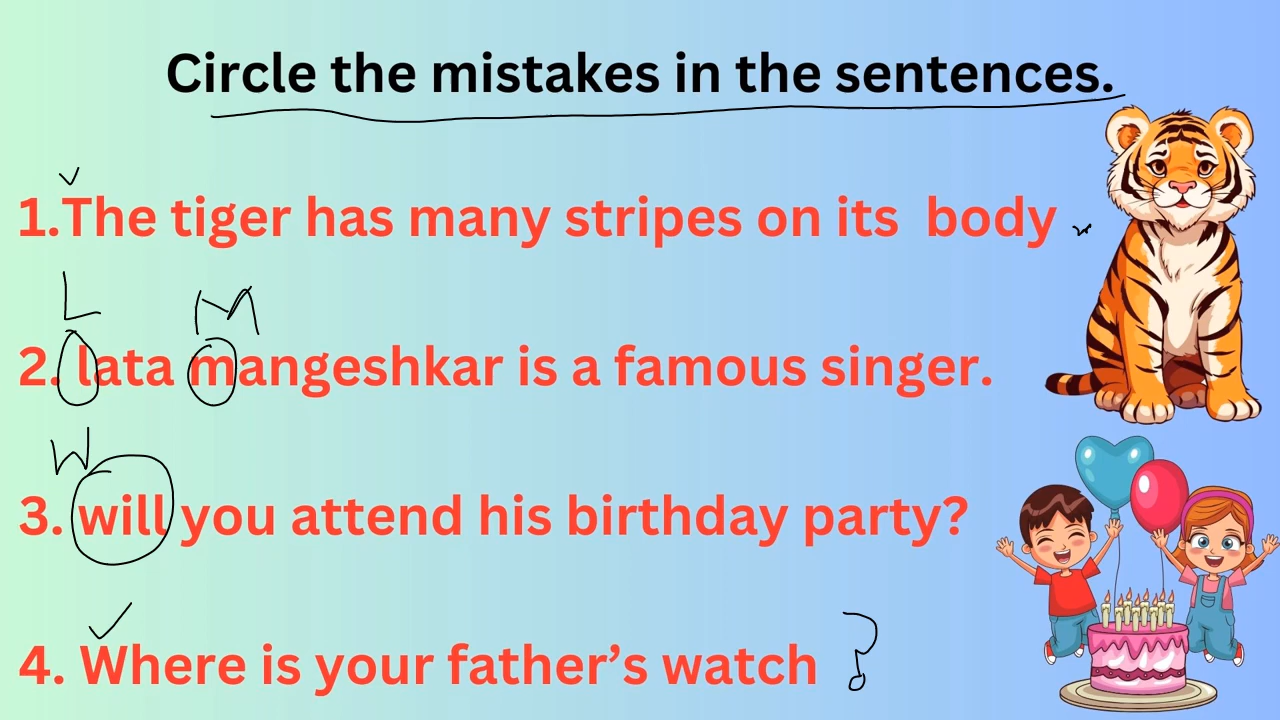 Circle the mistakes in the sentences.
1.The tiger has many stripes on its body
L M
2. lata mangeshkar is a famous singer.
W
3. will you attend his birthday party?
4. Where is your father’s watch ?